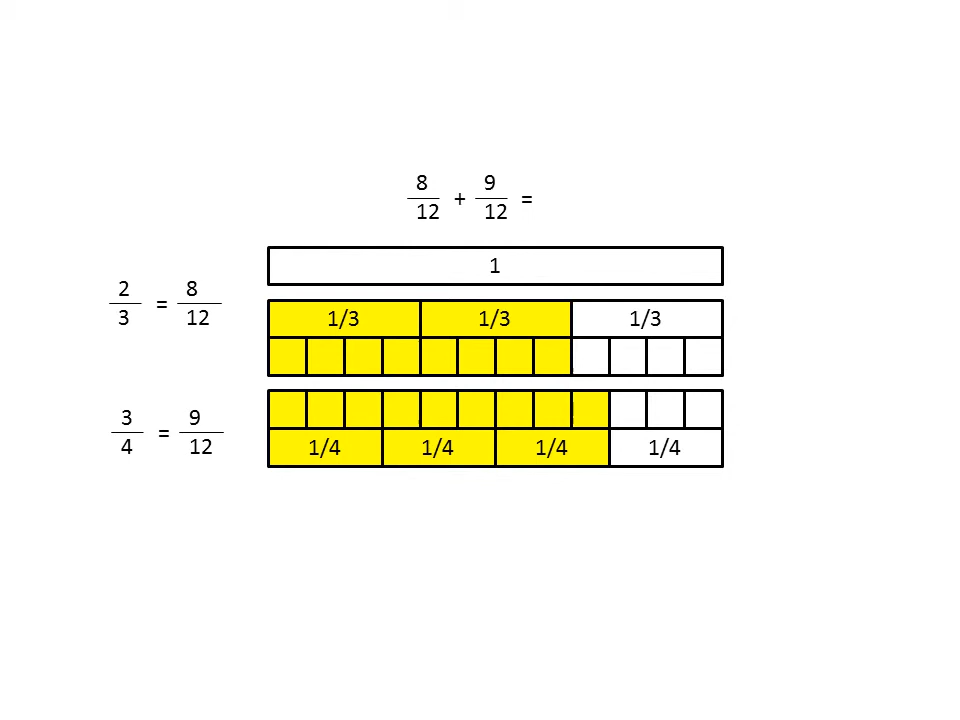 8/12 + 9/12 =
1
2/3 = 8/12
1/3 1/3 1/3
3/4 = 9/12
1/4 1/4 1/4 1/4